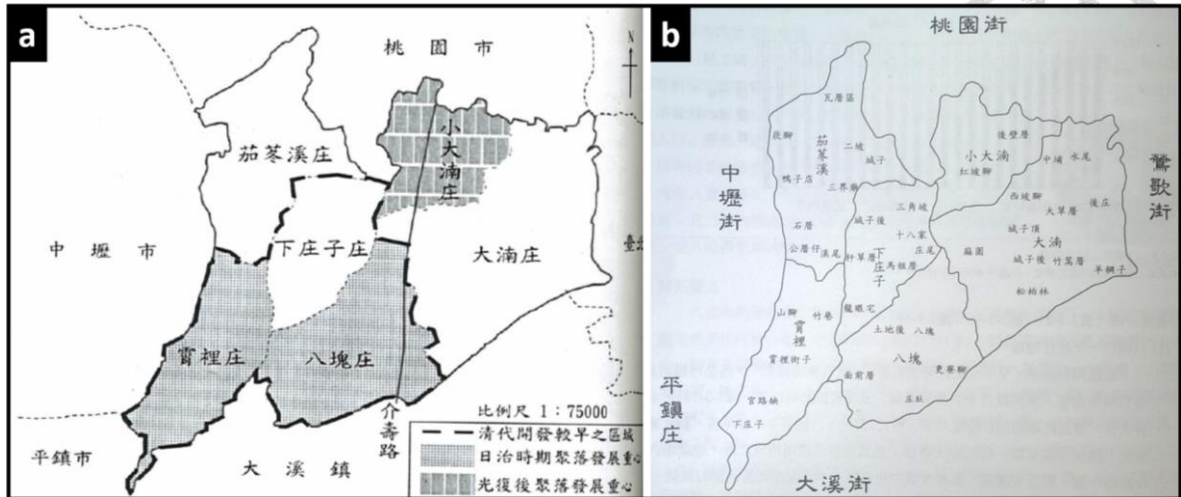 a
桃園市
N
小大湳庄
茄苳溪庄
中壢市
下庄子庄
大湳庄
臺北
霄裡庄
八塊庄
介壽路
比例尺 1：75000
清代開發較早之區域
日治時期聚落發展重心
光復後聚落發展重心
平鎮市
大溪鎮
b
桃園街
瓦厝區
崁腳
茄苳溪
二坡
城子
後壁厝
小大湳
中埔
水尾
紅坡腳
鶯歌街
中壢街
鴨子店
三界廟
西坡腳
三角坡
大草厝
後庄
城子後
石厝
十八家
城子頂
大湳
公厝仔
溪尾
下庄子
軒草厝
馬祖厝
庄尾
城子後
竹篙厝
羊稠子
松柏林
山腳
竹巷
龍眼宅
霄裡
土地後
八塊
霄裡街子
八塊
更寮腳
面前厝
平鎮庄
官路缺
庄肚
下庄子
大溪街